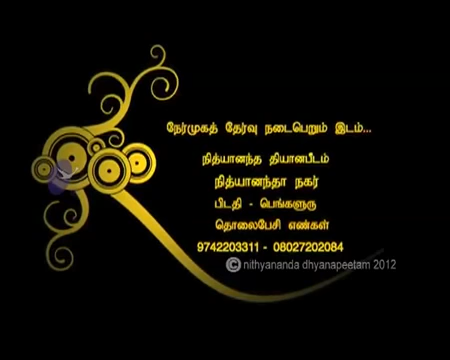 நேர்முகத் தேர்வு நடைபெறும் இடம்...
நித்யானந்த தியானபீடம்
நித்யானந்தா நகர்
பிடதி - பெங்களுரு
தொலைபேசி எண்கள்
9742203311 - 08027202084
© nithyananda dhyanapeetam 2012